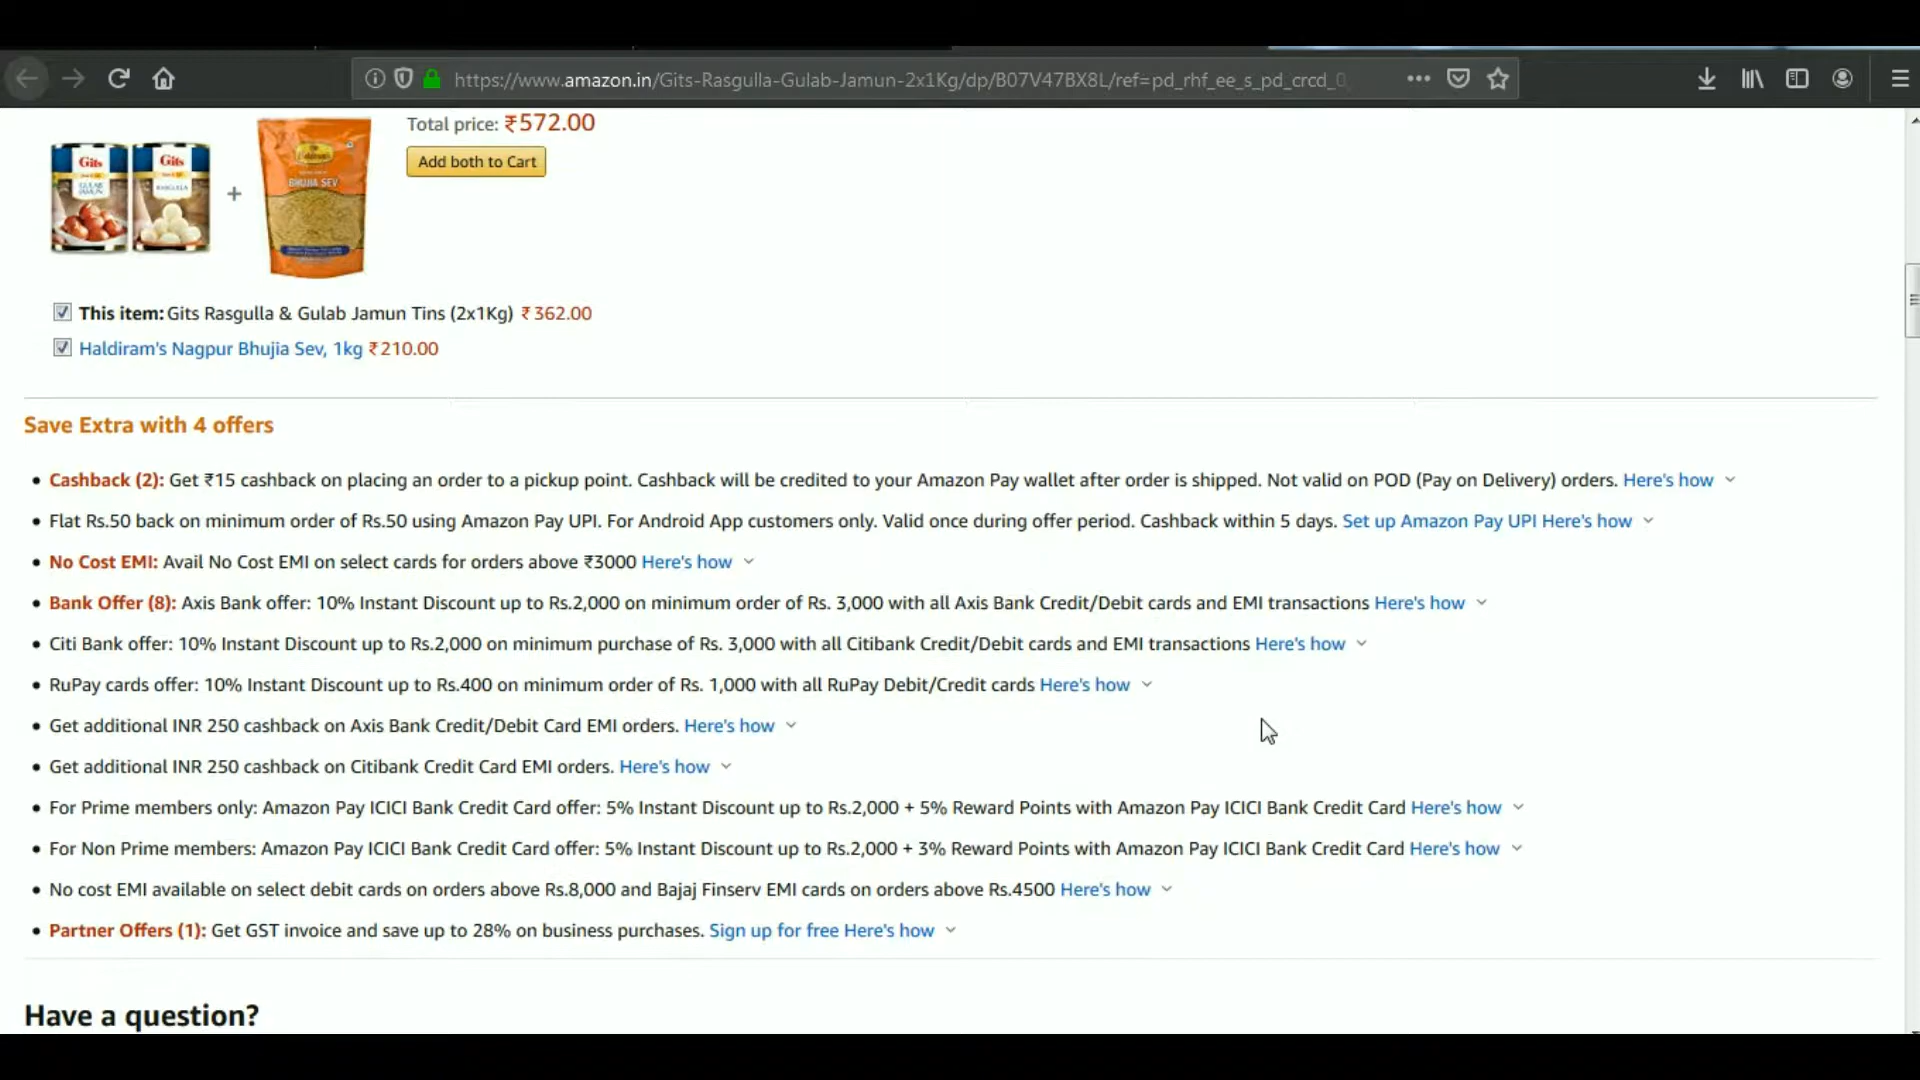 https://www.amazon.in/Gits-Rasgulla-Gulab-Jamun-2x1Kg/dp/B07V47BX8L/ref=pd_rhf_ee_s_pd_crcd_0
Total price: ₹572.00
Add both to Cart
Gits
GULAB JAMUN
Gits
RASGULLA
+
BHUJIA SEV
This item: Gits Rasgulla & Gulab Jamun Tins (2x1Kg) ₹362.00
Haldiram's Nagpur Bhujia Sev, 1kg ₹210.00
Save Extra with 4 offers
Cashback (2): Get ₹15 cashback on placing an order to a pickup point. Cashback will be credited to your Amazon Pay wallet after order is shipped. Not valid on POD (Pay on Delivery) orders. Here's how
Flat Rs.50 back on minimum order of Rs.50 using Amazon Pay UPI. For Android App customers only. Valid once during offer period. Cashback within 5 days. Set up Amazon Pay UPI Here's how
No Cost EMI: Avail No Cost EMI on select cards for orders above ₹3000 Here's how
Bank Offer (8): Axis Bank offer: 10% Instant Discount up to Rs.2,000 on minimum order of Rs. 3,000 with all Axis Bank Credit/Debit cards and EMI transactions Here's how
Citi Bank offer: 10% Instant Discount up to Rs.2,000 on minimum purchase of Rs. 3,000 with all Citibank Credit/Debit cards and EMI transactions Here's how
RuPay cards offer: 10% Instant Discount up to Rs.400 on minimum order of Rs. 1,000 with all RuPay Debit/Credit cards Here's how
Get additional INR 250 cashback on Axis Bank Credit/Debit Card EMI orders. Here's how
Get additional INR 250 cashback on Citibank Credit Card EMI orders. Here's how
For Prime members only: Amazon Pay ICICI Bank Credit Card offer: 5% Instant Discount up to Rs.2,000 + 5% Reward Points with Amazon Pay ICICI Bank Credit Card Here's how
For Non Prime members: Amazon Pay ICICI Bank Credit Card offer: 5% Instant Discount up to Rs.2,000 + 3% Reward Points with Amazon Pay ICICI Bank Credit Card Here's how
No cost EMI available on select debit cards on orders above Rs.8,000 and Bajaj Finserv EMI cards on orders above Rs.4500 Here's how
Partner Offers (1): Get GST invoice and save up to 28% on business purchases. Sign up for free Here's how
Have a question?